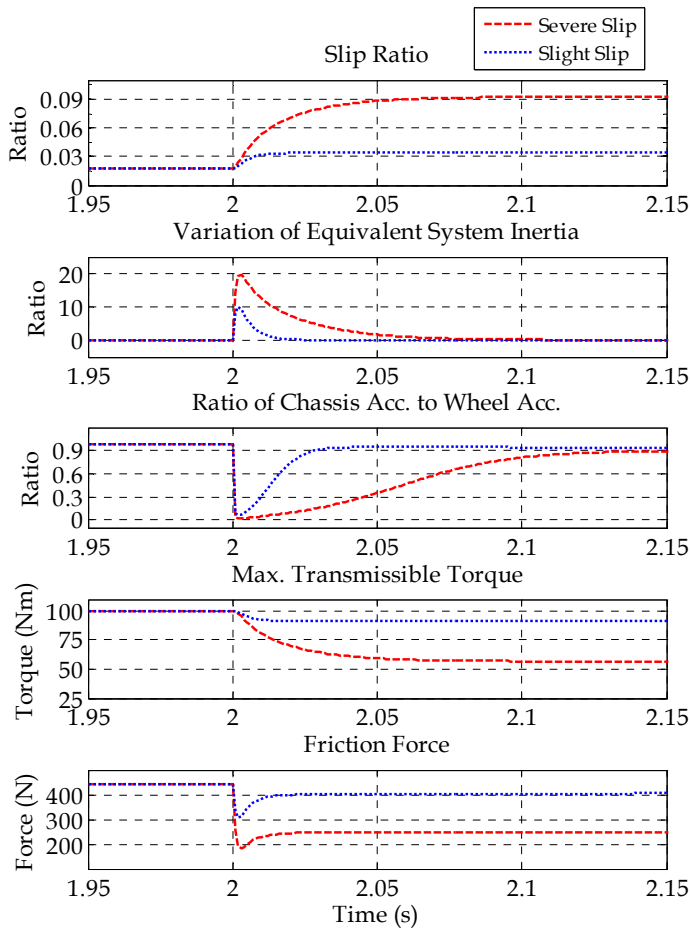 Severe Slip
Slight Slip
Slip Ratio
Ratio
0.09
0.06
0.03
0
1.95 2 2.05 2.1 2.15
Variation of Equivalent System Inertia
Ratio
20
10
0
1.95 2 2.05 2.1 2.15
Ratio of Chassis Acc. to Wheel Acc.
Ratio
0.9
0.6
0.3
0
1.95 2 2.05 2.1 2.15
Max. Transmissible Torque
Torque (Nm)
100
75
50
25
1.95 2 2.05 2.1 2.15
Friction Force
Force (N)
400
300
200
1.95 2 2.05 2.1 2.15
Time (s)